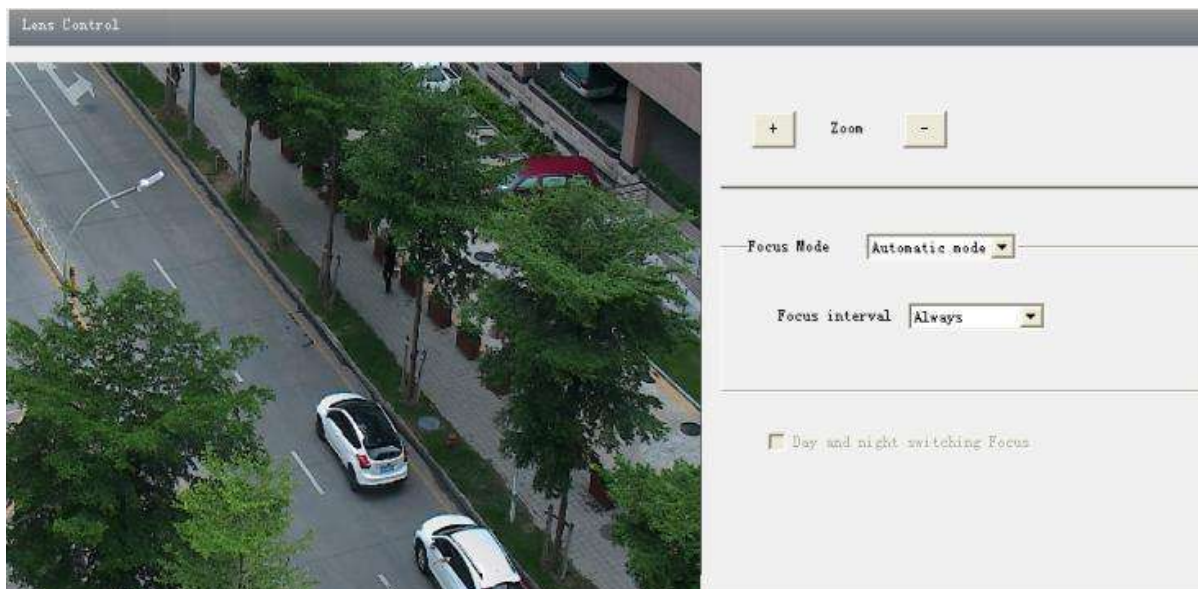 Lens Control
+ Zoom -
Focus Mode Automatic mode
Focus interval Always
Day and night switching Focus